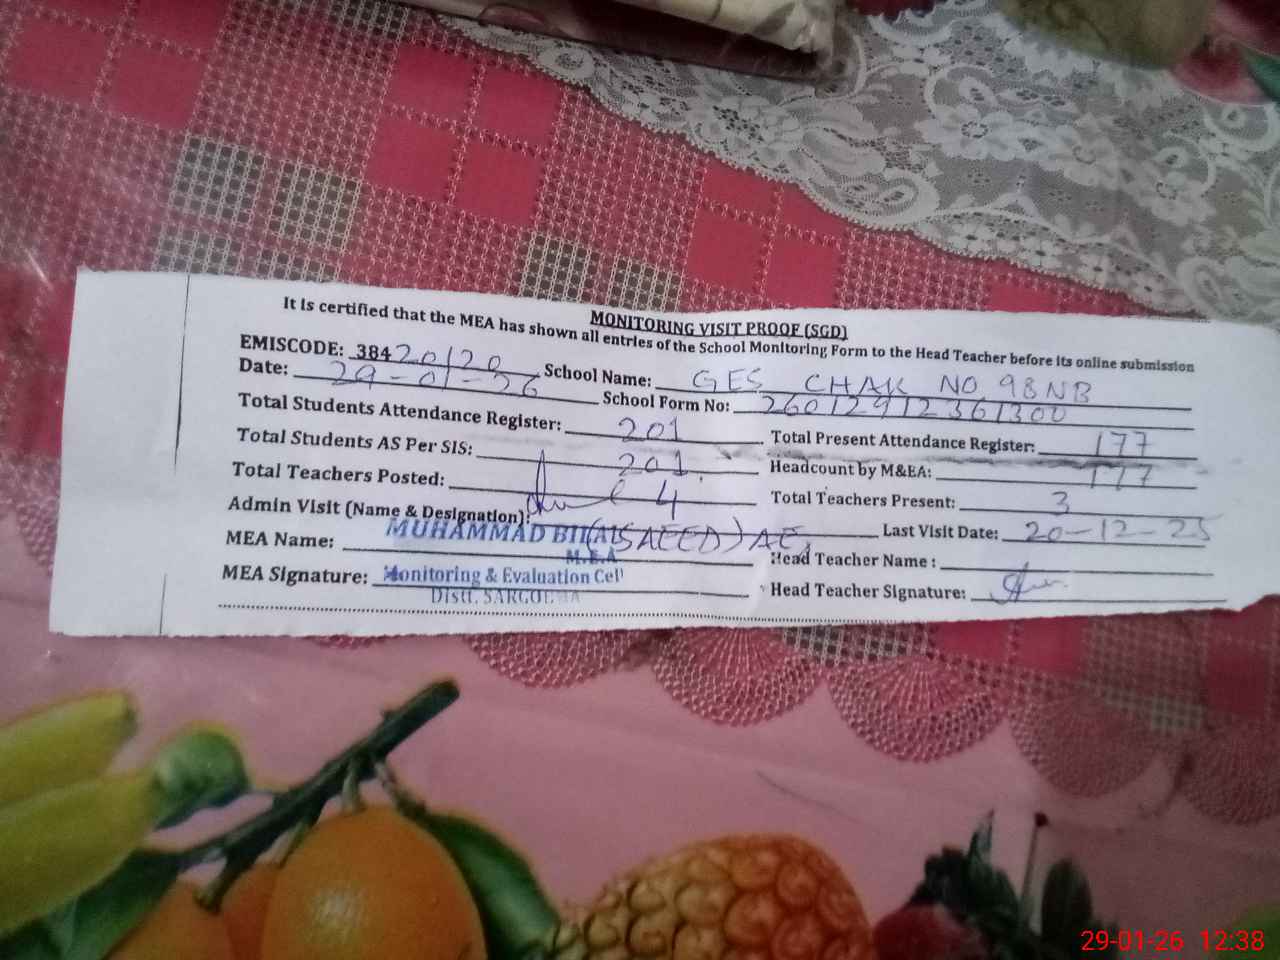 MONITORING VISIT PROOF (SGD)
It is certified that the MEA has shown all entries of the School Monitoring Form to the Head Teacher before its online submission
EMISCODE: 38420120 School Name: GES CHAK NO. 98NB
Date: 29-01-26 School Form No: 26012912361300
Total Students Attendance Register: 201 Total Present Attendance Register: 177
Total Students AS Per SIS: 201 Headcount by M&EA: 177
Total Teachers Posted: 4 Total Teachers Present: 3
Admin Visit (Name & Designation): (SAEED) AE Last Visit Date: 20-12-25
MEA Name: MUHAMMAD BILAL Head Teacher Name :
M.E.A
MEA Signature: Monitoring & Evaluation Cell Head Teacher Signature:
Distt. SARGODHA
29-01-26 12:38